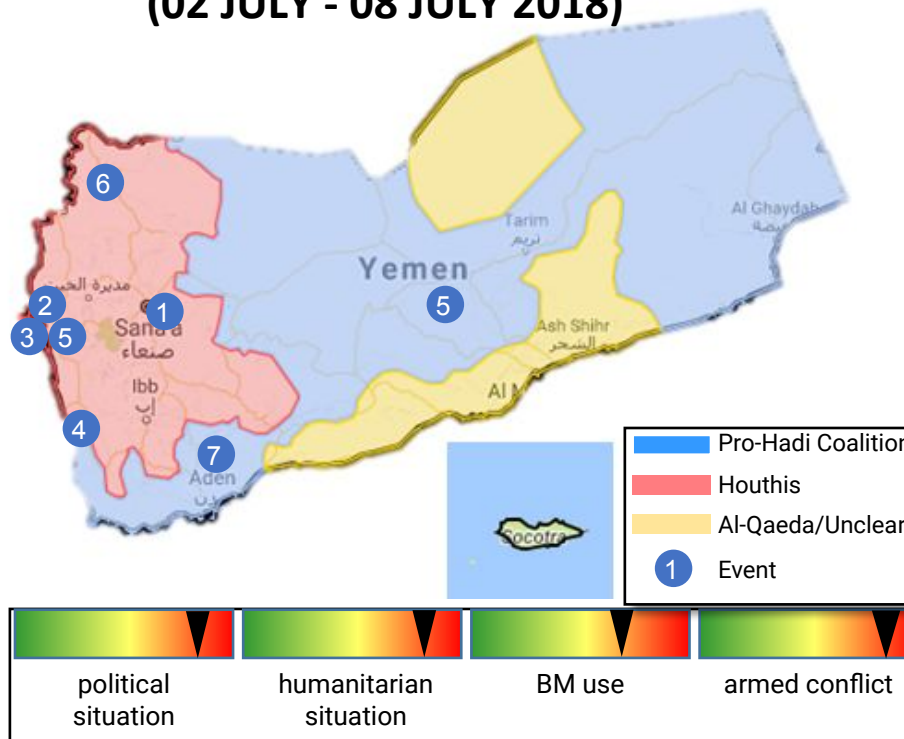 (02 JULY - 08 JULY 2018)
6
Tarim
تريم
Al Ghaydah
Yemen
2
1
5
3
5
Sana'a
صنعاء
Ash Shihr
الشحر
Ibb
إب
Al M
4
7
Aden
Socotra
Pro-Hadi Coalition
Houthis
Al-Qaeda/Unclear
1
Event
political
situation
humanitarian
situation
BM use
armed conflict